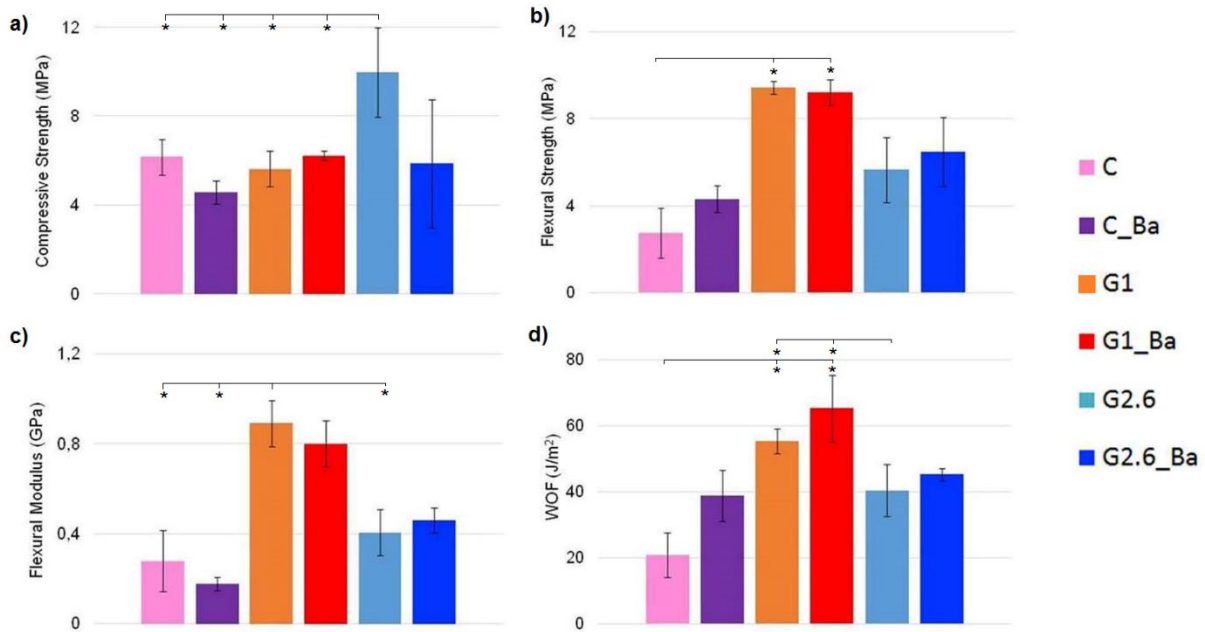 a)
* * * *
Compressive Strength (MPa)
12
8
4
0
b)
* *
Flexural Strength (MPa)
12
8
4
0
c)
* * *
Flexural Modulus (GPa)
1,2
0,8
0,4
0
d)
* *
* *
WOF (J/m²)
80
60
40
20
0
C
C_Ba
G1
G1_Ba
G2.6
G2.6_Ba